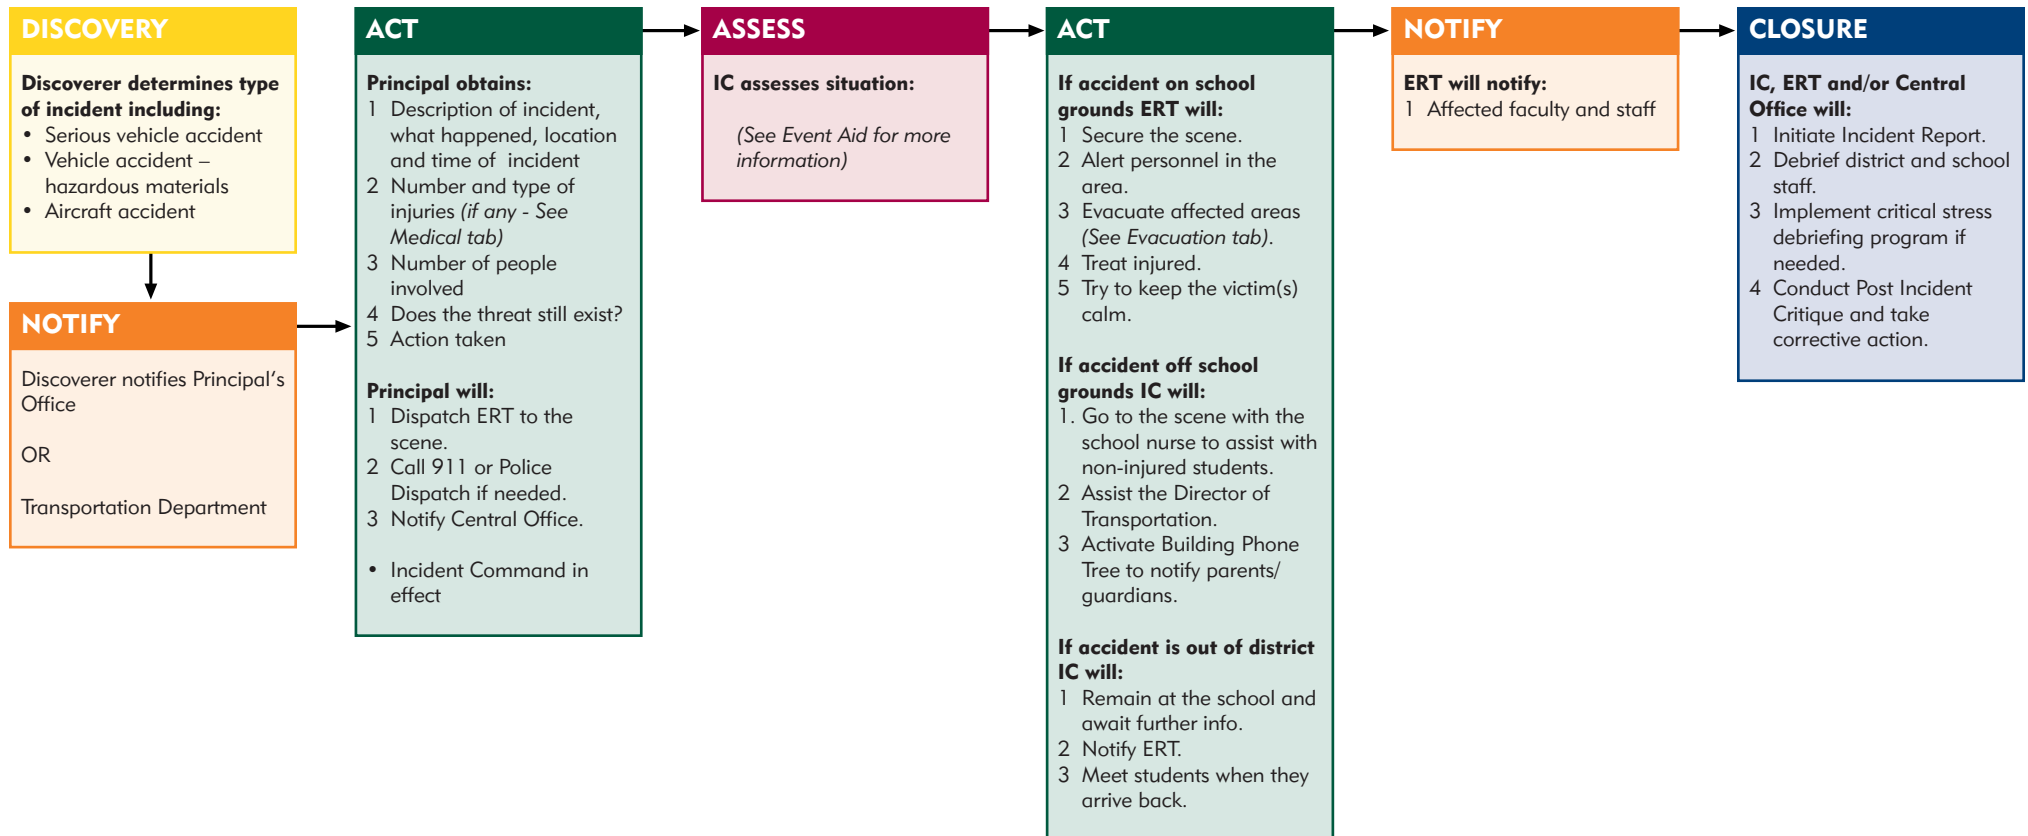 DISCOVERY
Discoverer determines type
of incident including:
• Serious vehicle accident
• Vehicle accident –
hazardous materials
• Aircraft accident
NOTIFY
Discoverer notifies Principal‘s
Office
OR
Transportation Department
ACT
Principal obtains:
1 Description of incident,
what happened, location
and time of incident
2 Number and type of
injuries (if any - See
Medical tab)
3 Number of people
involved
4 Does the threat still exist?
5 Action taken
Principal will:
1 Dispatch ERT to the
scene.
2 Call 911 or Police
Dispatch if needed.
3 Notify Central Office.
• Incident Command in
effect
ASSESS
IC assesses situation:
(See Event Aid for more
information)
ACT
If accident on school
grounds ERT will:
1 Secure the scene.
2 Alert personnel in the
area.
3 Evacuate affected areas
(See Evacuation tab).
4 Treat injured.
5 Try to keep the victim(s)
calm.
If accident off school
grounds IC will:
1. Go to the scene with the
school nurse to assist with
non-injured students.
2 Assist the Director of
Transportation.
3 Activate Building Phone
Tree to notify parents/
guardians.
If accident is out of district
IC will:
1 Remain at the school and
await further info.
2 Notify ERT.
3 Meet students when they
arrive back.
NOTIFY
ERT will notify:
1 Affected faculty and staff
CLOSURE
IC, ERT and/or Central
Office will:
1 Initiate Incident Report.
2 Debrief district and school
staff.
3 Implement critical stress
debriefing program if
needed.
4 Conduct Post Incident
Critique and take
corrective action.